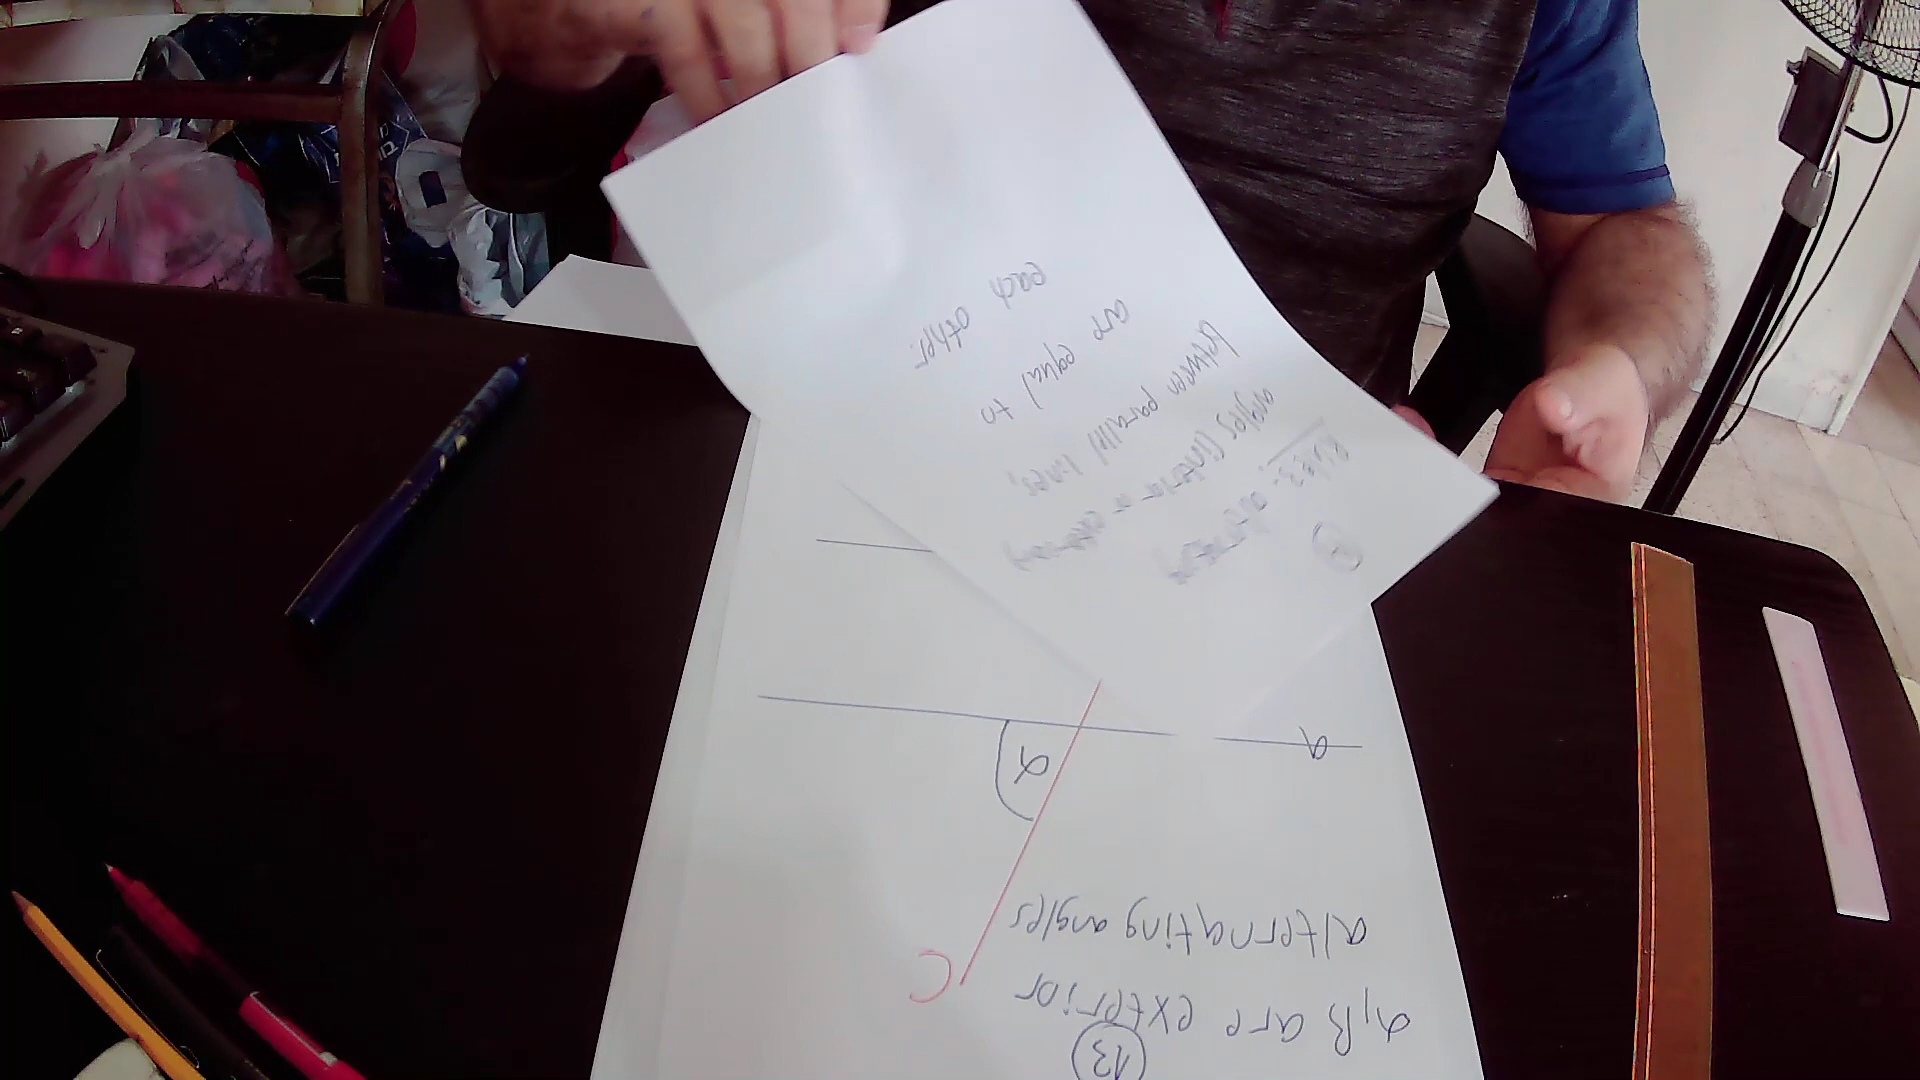 13
α,β are exterior
alternating angles
C
α
a
Rule 3: alternating
angles (interior or exterior)
between parallel lines,
are equal to
each other.